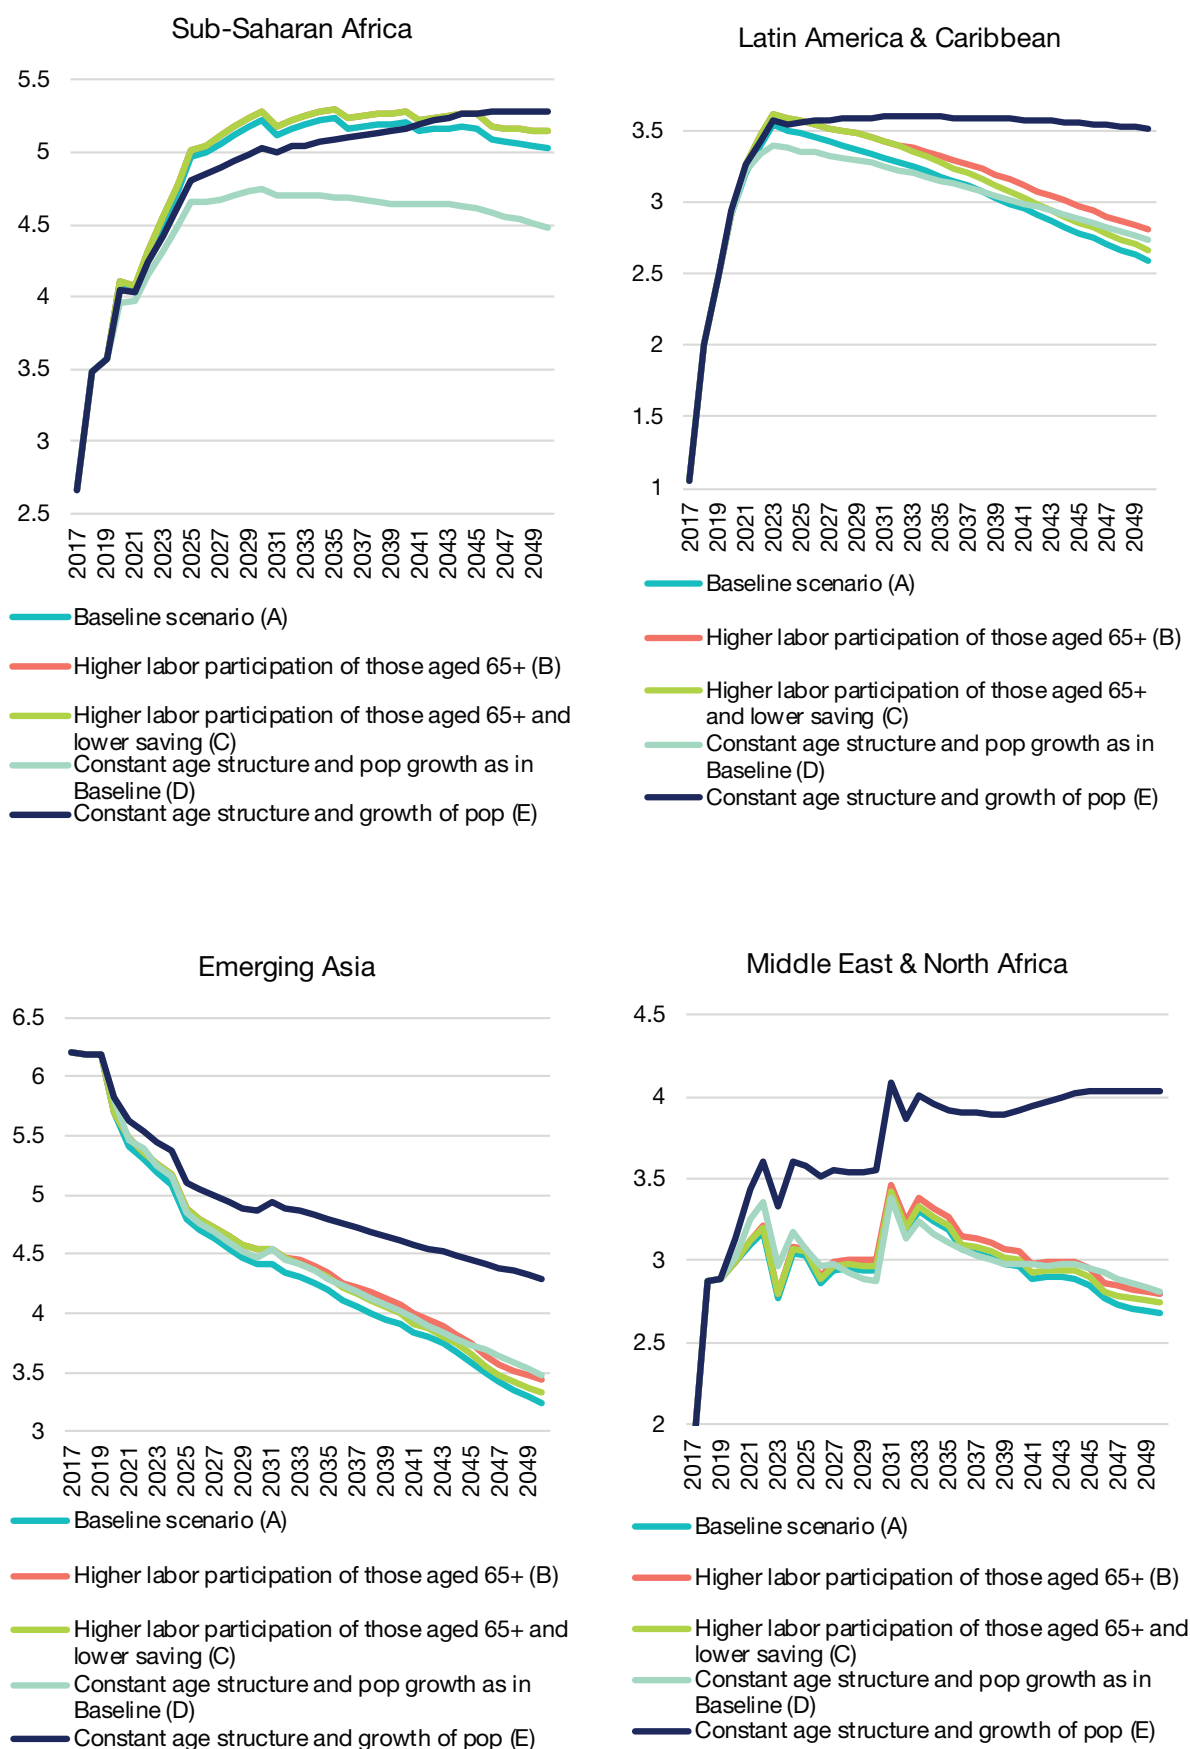 Sub-Saharan Africa
5.5
5
4.5
4
3.5
3
2.5
2017
2019
2021
2023
2025
2027
2029
2031
2033
2035
2037
2039
2041
2043
2045
2047
2049
Baseline scenario (A)
Higher labor participation of those aged 65+ (B)
Higher labor participation of those aged 65+ and
lower saving (C)
Constant age structure and pop growth as in
Baseline (D)
Constant age structure and growth of pop (E)
Latin America & Caribbean
3.5
3
2.5
2
1.5
1
2017
2019
2021
2023
2025
2027
2029
2031
2033
2035
2037
2039
2041
2043
2045
2047
2049
Baseline scenario (A)
Higher labor participation of those aged 65+ (B)
Higher labor participation of those aged 65+
and lower saving (C)
Constant age structure and pop growth as in
Baseline (D)
Constant age structure and growth of pop (E)
Emerging Asia
6.5
6
5.5
5
4.5
4
3.5
3
2017
2019
2021
2023
2025
2027
2029
2031
2033
2035
2037
2039
2041
2043
2045
2047
2049
Baseline scenario (A)
Higher labor participation of those aged 65+ (B)
Higher labor participation of those aged 65+ and
lower saving (C)
Constant age structure and pop growth as in
Baseline (D)
Constant age structure and growth of pop (E)
Middle East & North Africa
4.5
4
3.5
3
2.5
2
2017
2019
2021
2023
2025
2027
2029
2031
2033
2035
2037
2039
2041
2043
2045
2047
2049
Baseline scenario (A)
Higher labor participation of those aged 65+ (B)
Higher labor participation of those aged 65+ and
lower saving (C)
Constant age structure and pop growth as in
Baseline (D)
Constant age structure and growth of pop (E)